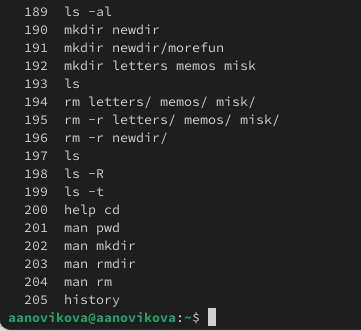 189 ls -al
190 mkdir newdir
191 mkdir newdir/morefun
192 mkdir letters memos misk
193 ls
194 rm letters/ memos/ misk/
195 rm -r letters/ memos/ misk/
196 rm -r newdir/
197 ls
198 ls -R
199 ls -t
200 help cd
201 man pwd
202 man mkdir
203 man rmdir
204 man rm
205 history
aanovikova@aanovikova:~$